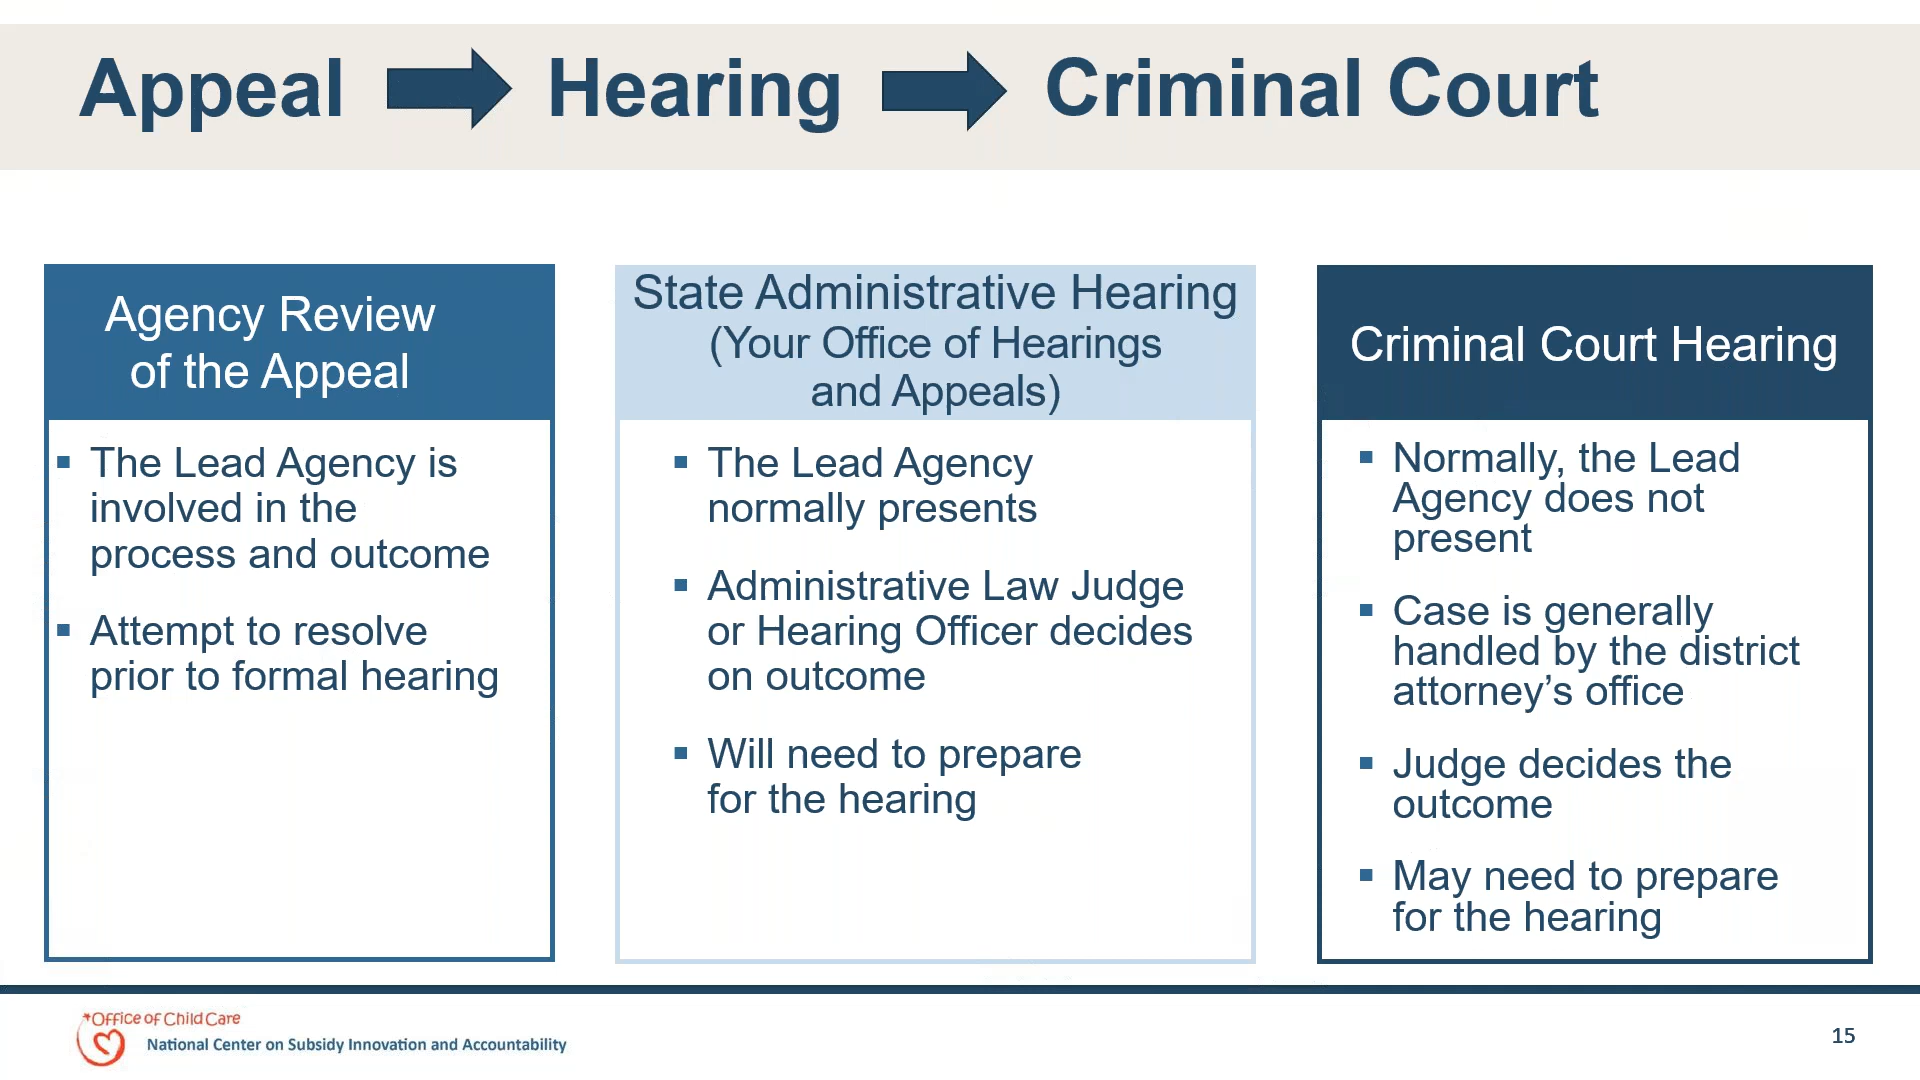 Appeal Hearing Criminal Court
Agency Review
of the Appeal
▪ The Lead Agency is
involved in the
process and outcome
▪ Attempt to resolve
prior to formal hearing
State Administrative Hearing
(Your Office of Hearings
and Appeals)
▪ The Lead Agency
normally presents
▪ Administrative Law Judge
or Hearing Officer decides
on outcome
▪ Will need to prepare
for the hearing
Criminal Court Hearing
▪ Normally, the Lead
Agency does not
present
▪ Case is generally
handled by the district
attorney’s office
▪ Judge decides the
outcome
▪ May need to prepare
for the hearing
Office of Child Care
National Center on Subsidy Innovation and Accountability
15